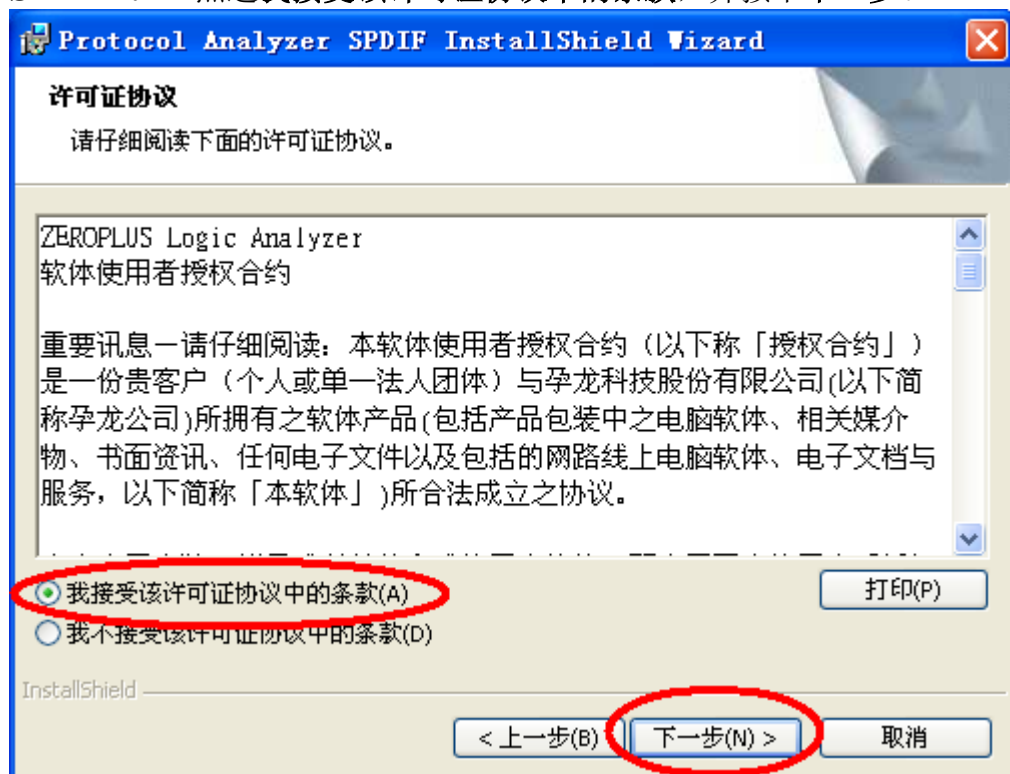 Protocol Analyzer SPDIF InstallShield Wizard
许可证协议
请仔细阅读下面的许可证协议。
ZEROPLUS Logic Analyzer
软体使用者授权合约
重要讯息－请仔细阅读：本软体使用者授权合约（以下称「授权合约」）
是一份贵客户（个人或单一法人团体）与孕龙科技股份有限公司(以下简
称孕龙公司)所拥有之软体产品(包括产品包装中之电脑软体、相关媒介
物、书面资讯、任何电子文件以及包括的网路线上电脑软体、电子文档与
服务，以下简称「本软体」)所合法成立之协议。
我接受该许可证协议中的条款(A)
打印(P)
我不接受该许可证协议中的条款(D)
InstallShield
< 上一步(B)
下一步(N) >
取消